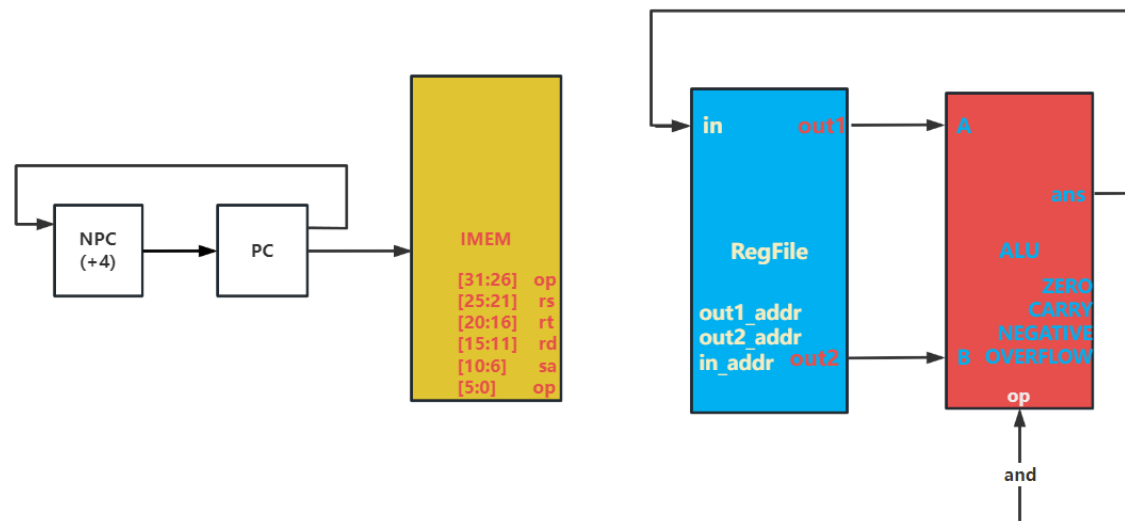 NPC
(+4)
PC
IMEM
[31:26] op
[25:21] rs
[20:16] rt
[15:11] rd
[10:6] sa
[5:0] op
in
out1
RegFile
out1_addr
out2_addr
in_addr
out2
A
ans
ALU
ZERO
CARRY
NEGATIVE
OVERFLOW
B
op
and